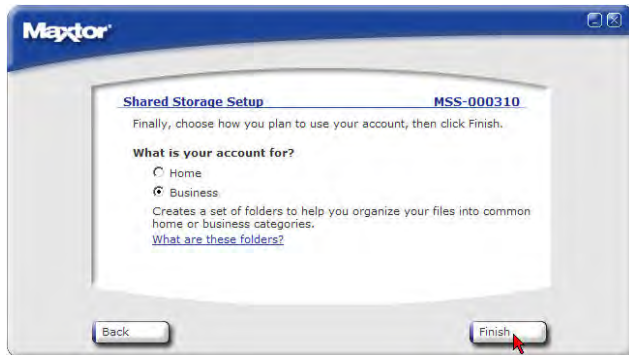 Maxtor
Shared Storage Setup MSS-000310
Finally, choose how you plan to use your account, then click Finish.
What is your account for?
Home
Business
Creates a set of folders to help you organize your files into common
home or business categories.
What are these folders?
Back Finish